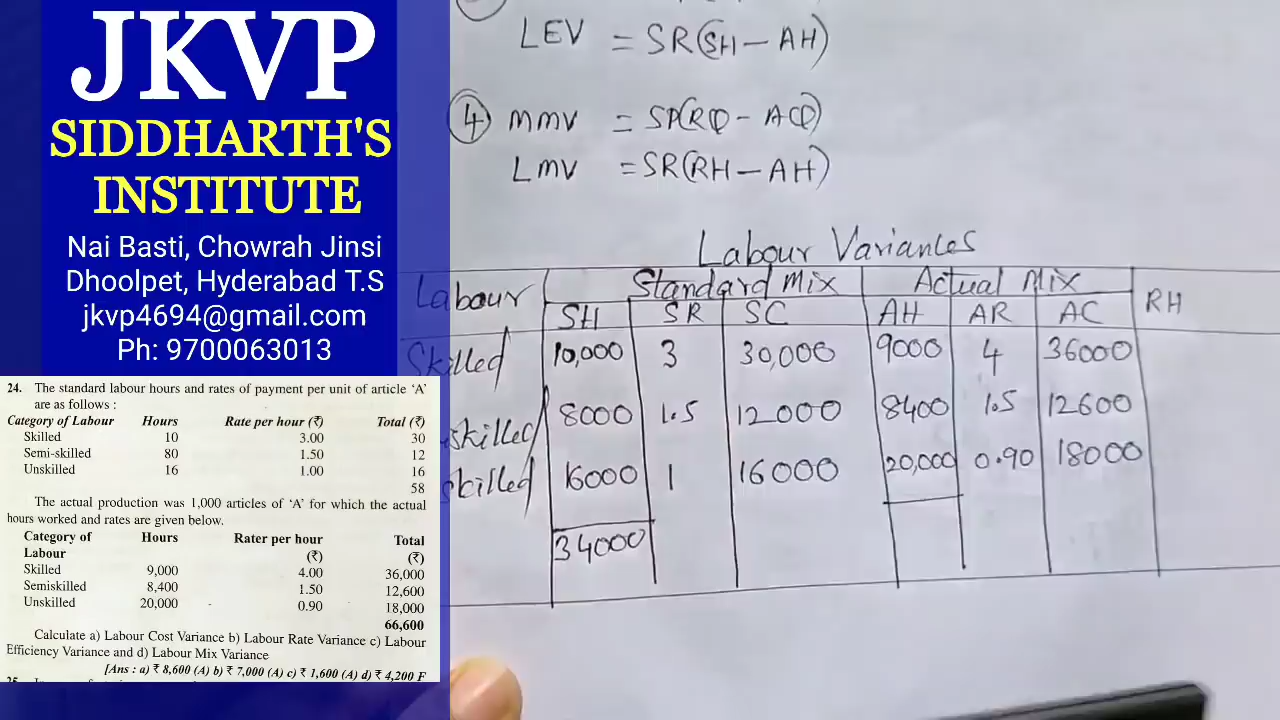 JKVP
SIDDHARTH'S
INSTITUTE
Nai Basti, Chowrah Jinsi
Dhoolpet, Hyderabad T.S
jkvp4694@gmail.com
Ph: 9700063013
24. The standard labour hours and rates of payment per unit of article 'A'
are as follows :
Category of Labour Hours Rate per hour (₹) Total (₹)
Skilled 10 3.00 30
Semi-skilled 80 1.50 12
Unskilled 16 1.00 16
58
The actual production was 1,000 articles of 'A' for which the actual
hours worked and rates are given below.
Category of Hours Rater per hour Total
Labour (₹) (₹)
Skilled 9,000 4.00 36,000
Semiskilled 8,400 1.50 12,600
Unskilled 20,000 0.90 18,000
66,600
Calculate a) Labour Cost Variance b) Labour Rate Variance c) Labour
Efficiency Variance and d) Labour Mix Variance
[Ans : a) ₹ 8,600 (A) b) ₹ 7,000 (A) c) ₹ 1,600 (A) d) ₹ 4,200 F
LEV = SR(SH - AH)
4 MMV = SP(RQ - AQ)
LMV = SR(RH - AH)
Labour Variances
Labour Standard Mix Actual Mix RH
SH SR SC AH AR AC
Skilled 10,000 3 30,000 9000 4 36000
skilled 8000 1.5 12000 8400 1.5 12600
skilled 16000 1 16000 20,000 0.90 18000
34000